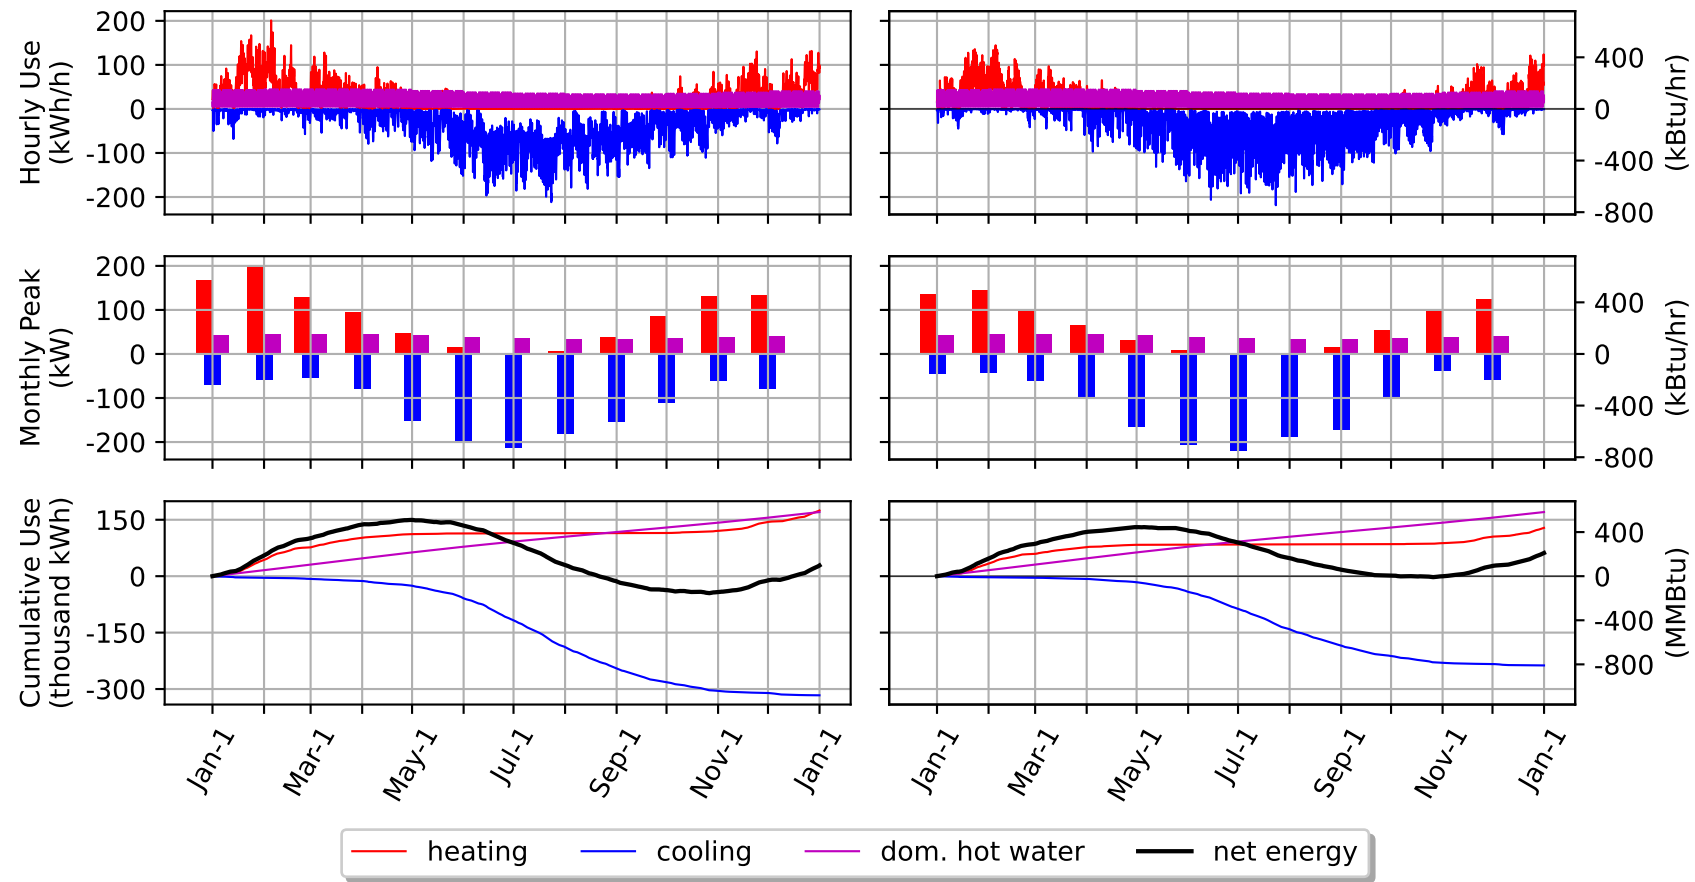 Hourly Use
(kWh/h)
200
100
0
-100
-200
400
0
-400
-800
(kBtu/hr)
Monthly Peak
(kW)
200
100
0
-100
-200
400
0
-400
-800
(kBtu/hr)
Cumulative Use
(thousand kWh)
150
0
-150
-300
400
0
-400
-800
(MMBtu)
Jan-1 Mar-1 May-1 Jul-1 Sep-1 Nov-1 Jan-1
Jan-1 Mar-1 May-1 Jul-1 Sep-1 Nov-1 Jan-1
heating cooling dom. hot water net energy